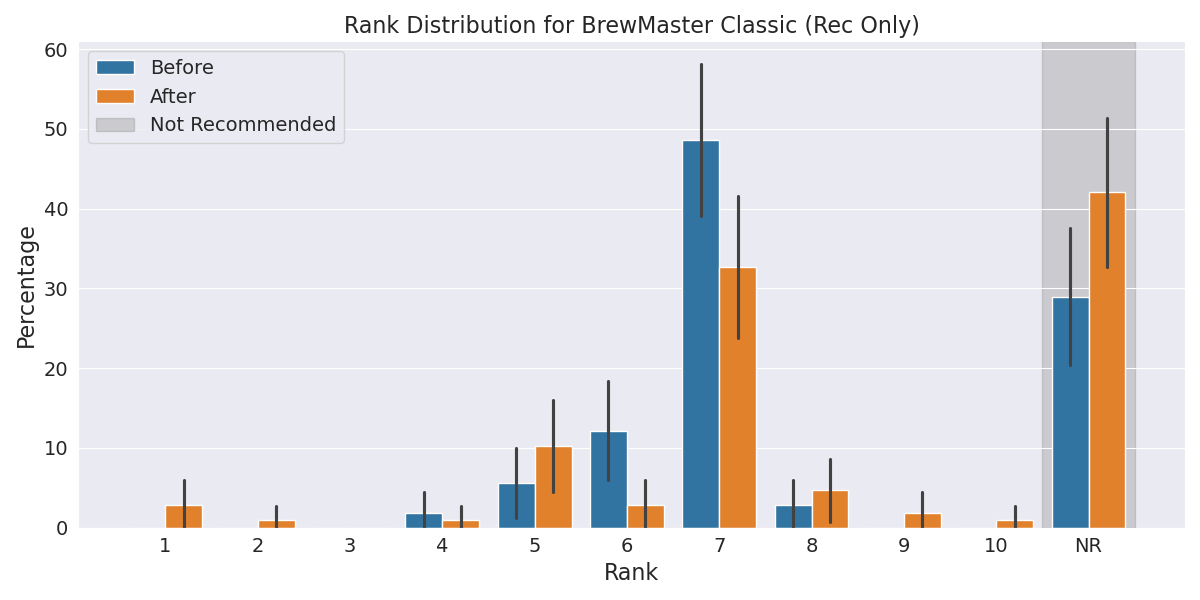 Rank Distribution for BrewMaster Classic (Rec Only)
Before
After
Not Recommended
Percentage
60
50
40
30
20
10
0
1 2 3 4 5 6 7 8 9 10 NR
Rank